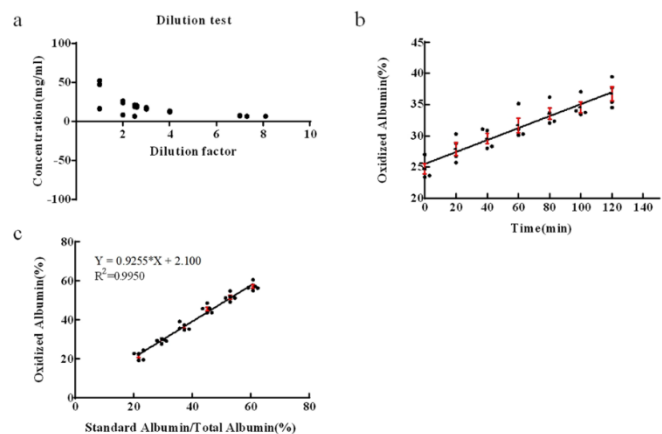 a
Dilution test
Concentration(mg/ml)
100
50
0
-50
-100
0 2 4 6 8 10
Dilution factor
b
Oxidized Albumin(%)
45
40
35
30
25
20
0 20 40 60 80 100 120 140
Time(min)
c
Y = 0.9255*X + 2.100
R2=0.9950
Oxidized Albumin(%)
80
60
40
20
0
0 20 40 60 80
Standard Albumin/Total Albumin(%)